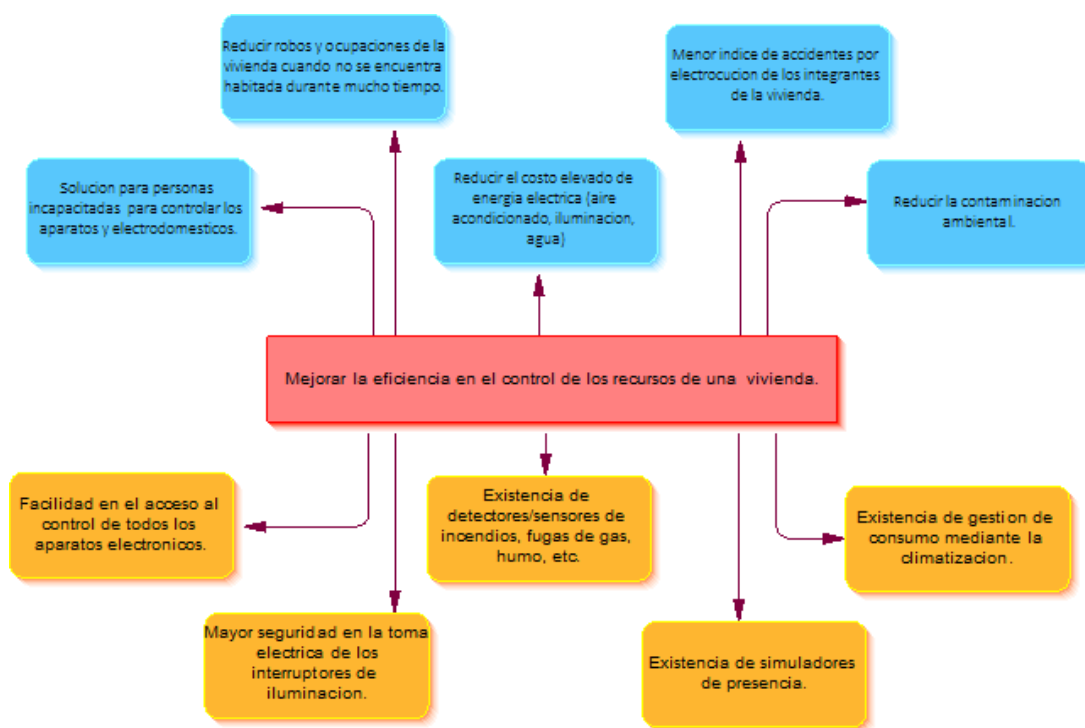 Reducir robos y ocupaciones de la
vivienda cuando no se encuentra
habitada durante mucho tiempo.
Menor indice de accidentes por
electrocucion de los integrantes
de la vivienda.
Solucion para personas
incapacitadas para controlar los
aparatos y electrodomesticos.
Reducir el costo elevado de
energia electrica (aire
acondicionado, iluminacion,
agua)
Reducir la contaminacion
ambiental.
Mejorar la eficiencia en el control de los recursos de una vivienda.
Facilidad en el acceso al
control de todos los
aparatos electronicos.
Existencia de
detectores/sensores de
incendios, fugas de gas,
humo, etc.
Existencia de gestion de
consumo mediante la
climatizacion.
Mayor seguridad en la toma
electrica de los
interruptores de
iluminacion.
Existencia de simuladores
de presencia.